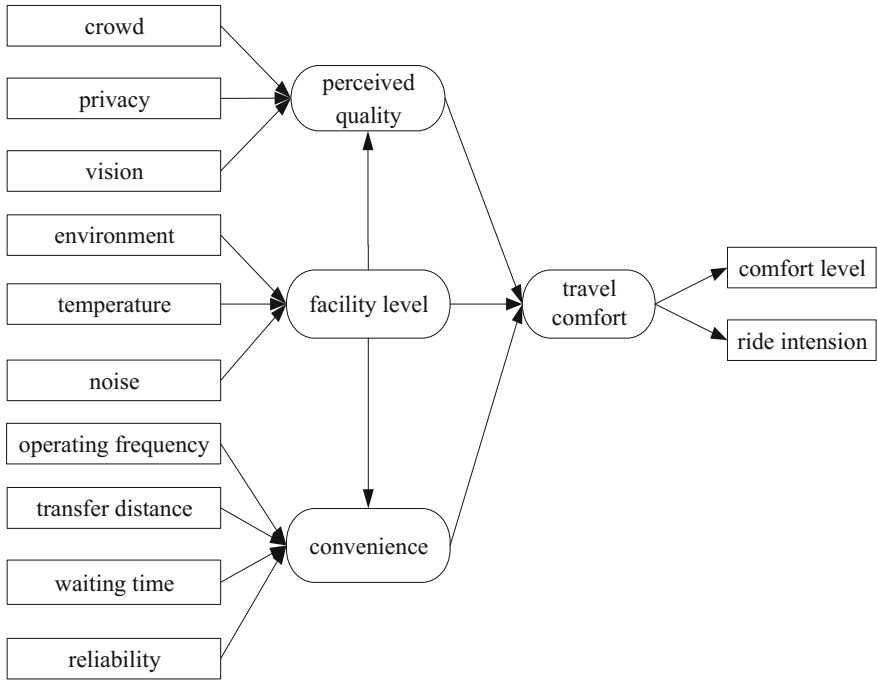 crowd
privacy
vision
environment
temperature
noise
operating frequency
transfer distance
waiting time
reliability
perceived
quality
facility level
convenience
travel
comfort
comfort level
ride intension